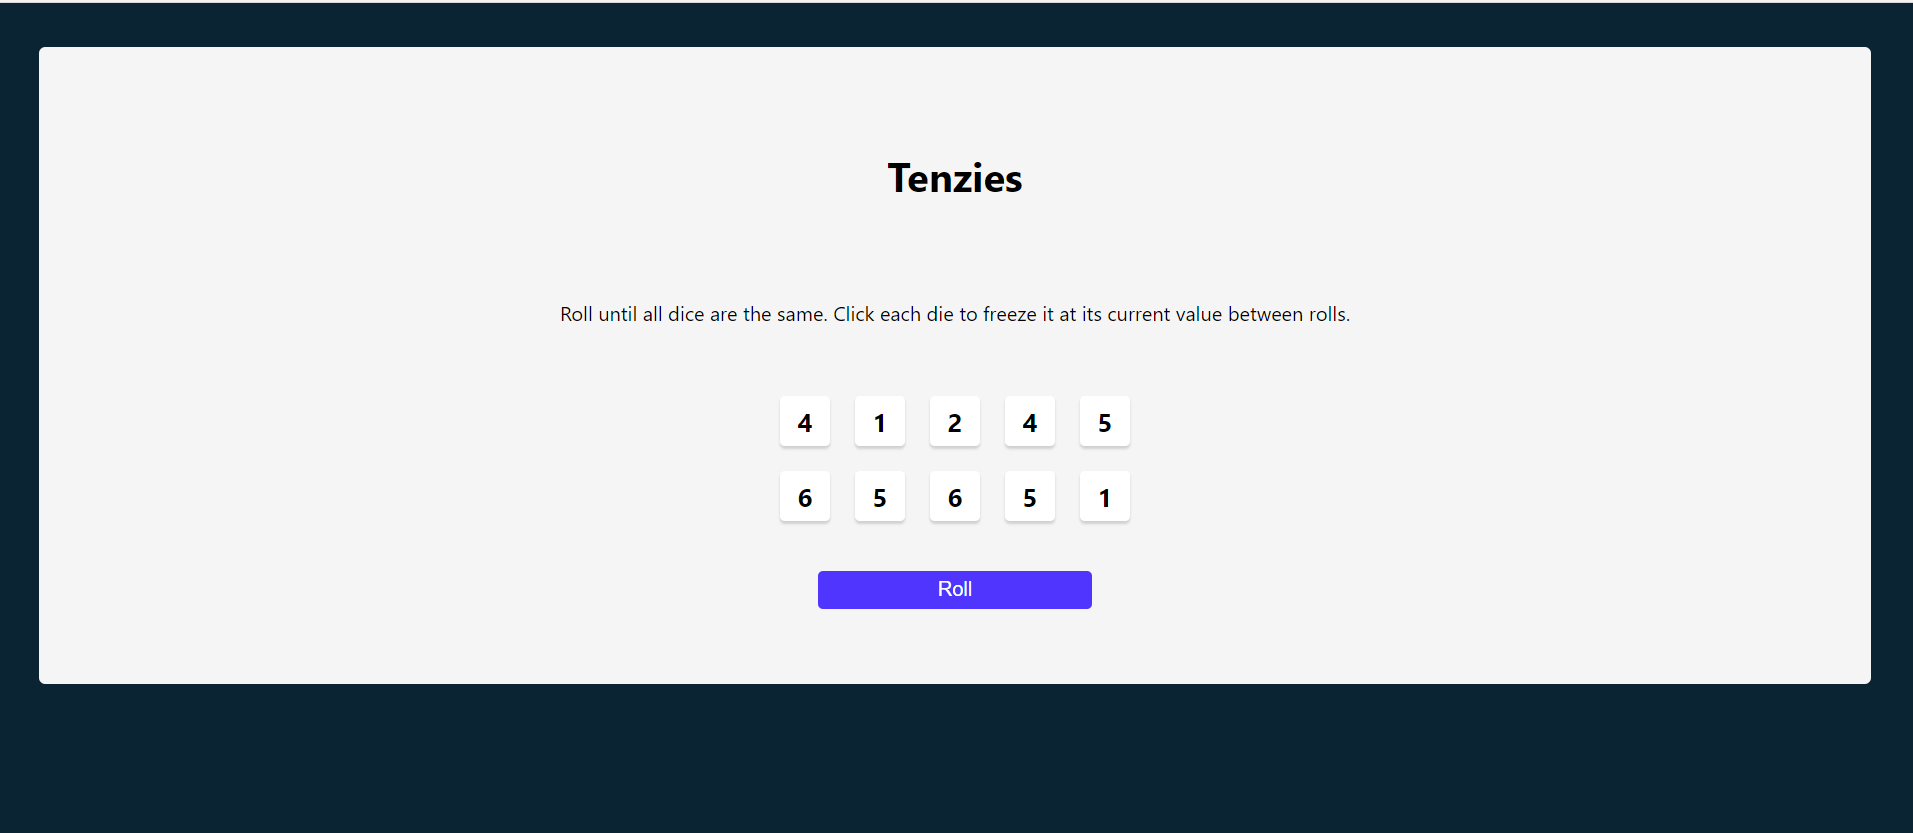 Tenzies
Roll until all dice are the same. Click each die to freeze it at its current value between rolls.
4 1 2 4 5
6 5 6 5 1
Roll